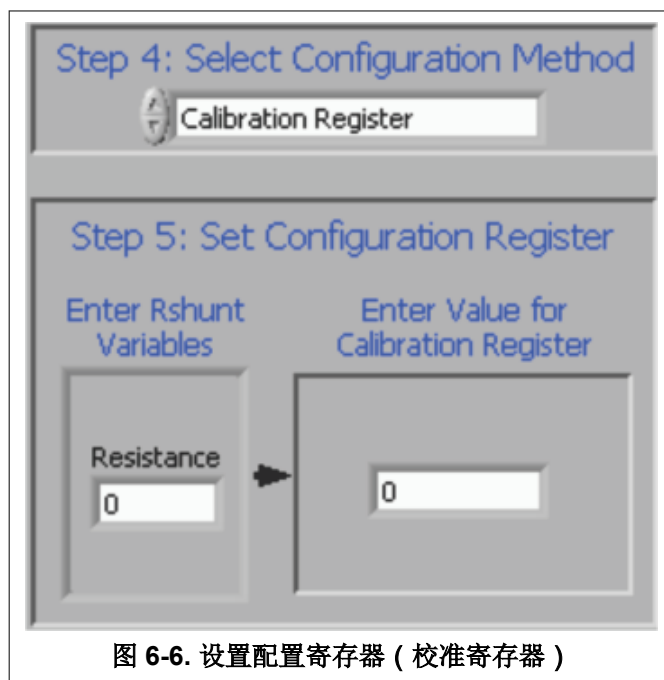 Step 4: Select Configuration Method
Calibration Register
Step 5: Set Configuration Register
Enter Rshunt
Variables
Enter Value for
Calibration Register
Resistance
0
0
图 6-6. 设置配置寄存器（校准寄存器）